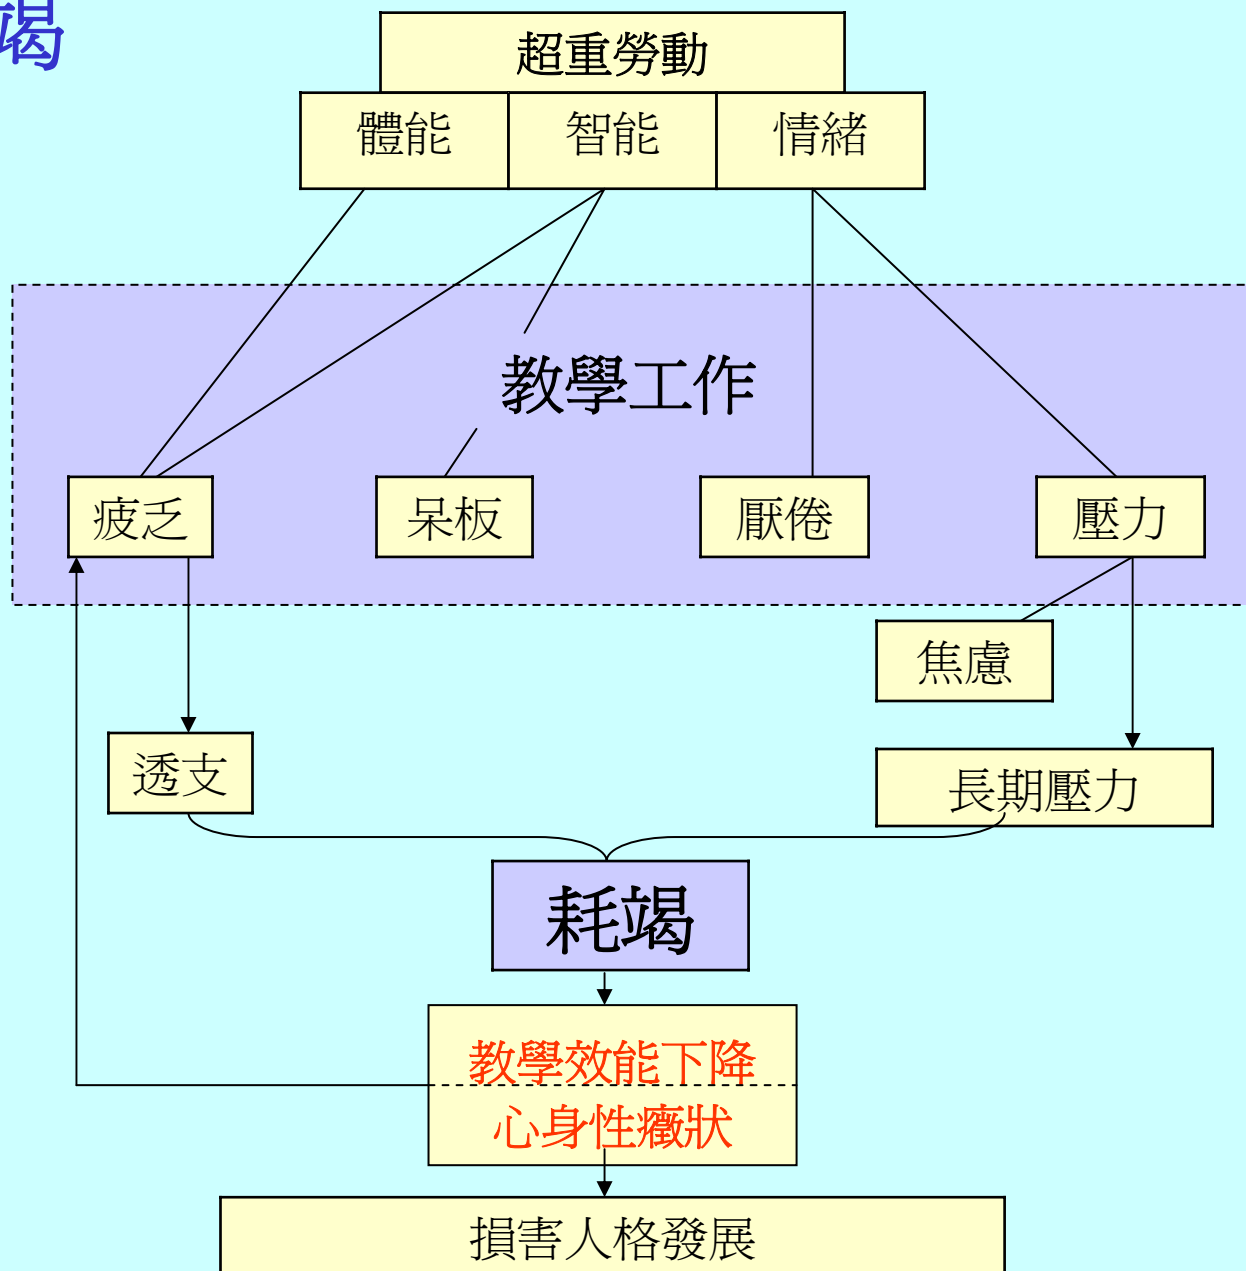 竭
超重勞動
體能 智能 情緒
教學工作
疲乏 呆板 厭倦 壓力
焦慮
透支 長期壓力
耗竭
教學效能下降
心身性癥狀
損害人格發展